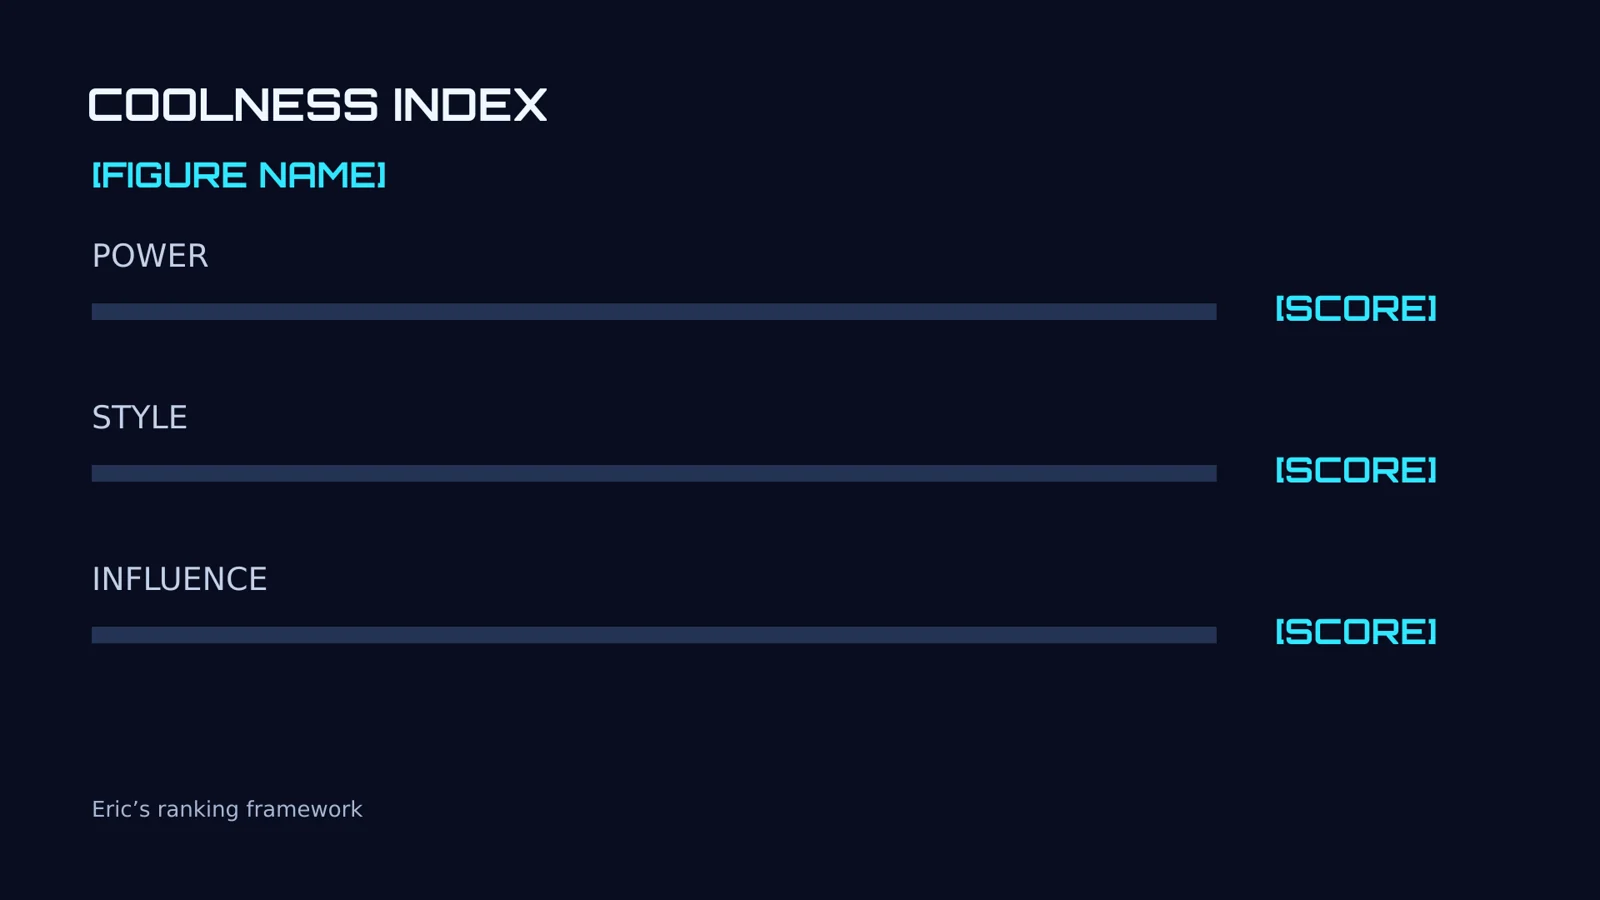 COOLNESS INDEX
[FIGURE NAME]
POWER
[SCORE]
STYLE
[SCORE]
INFLUENCE
[SCORE]
Eric’s ranking framework